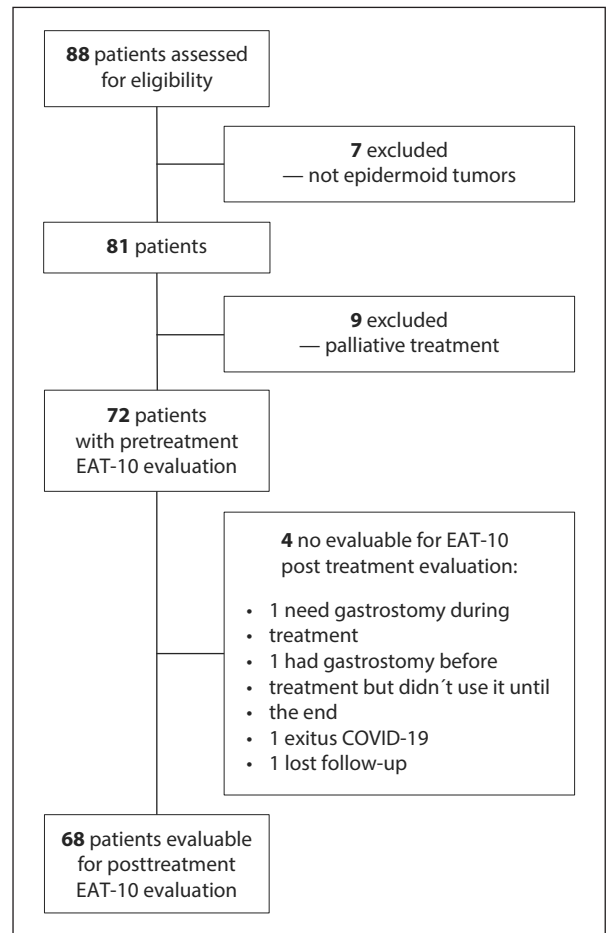 88 patients assessed
for eligibility
7 excluded
— not epidermoid tumors
81 patients
9 excluded
— palliative treatment
72 patients
with pretreatment
EAT-10 evaluation
4 no evaluable for EAT-10
post treatment evaluation:
• 1 need gastrostomy during
• treatment
• 1 had gastrostomy before
• treatment but didn´t use it until
• the end
• 1 exitus COVID-19
• 1 lost follow-up
68 patients evaluable
for posttreatment
EAT-10 evaluation